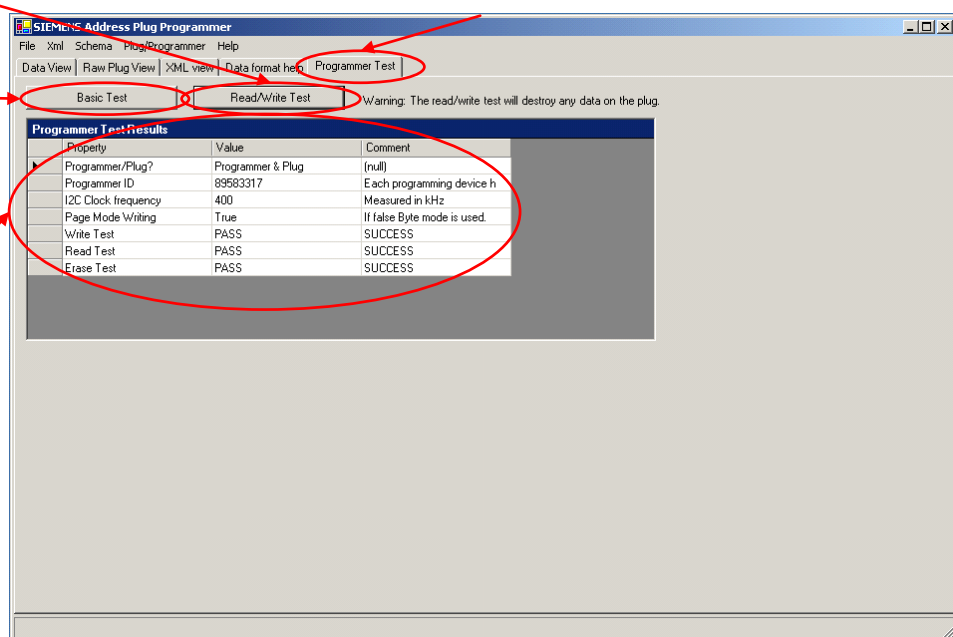 SIEMENS Address Plug Programmer
File Xml Schema Plug/Programmer Help
Data View Raw Plug View XML view Data format help Programmer Test
Basic Test Read/Write Test Warning: The read/write test will destroy any data on the plug.
Programmer Test Results
Property Value Comment
Programmer/Plug? Programmer & Plug (null)
Programmer ID 89583317 Each programming device h
I2C Clock frequency 400 Measured in kHz
Page Mode Writing True If false Byte mode is used.
Write Test PASS SUCCESS
Read Test PASS SUCCESS
Erase Test PASS SUCCESS